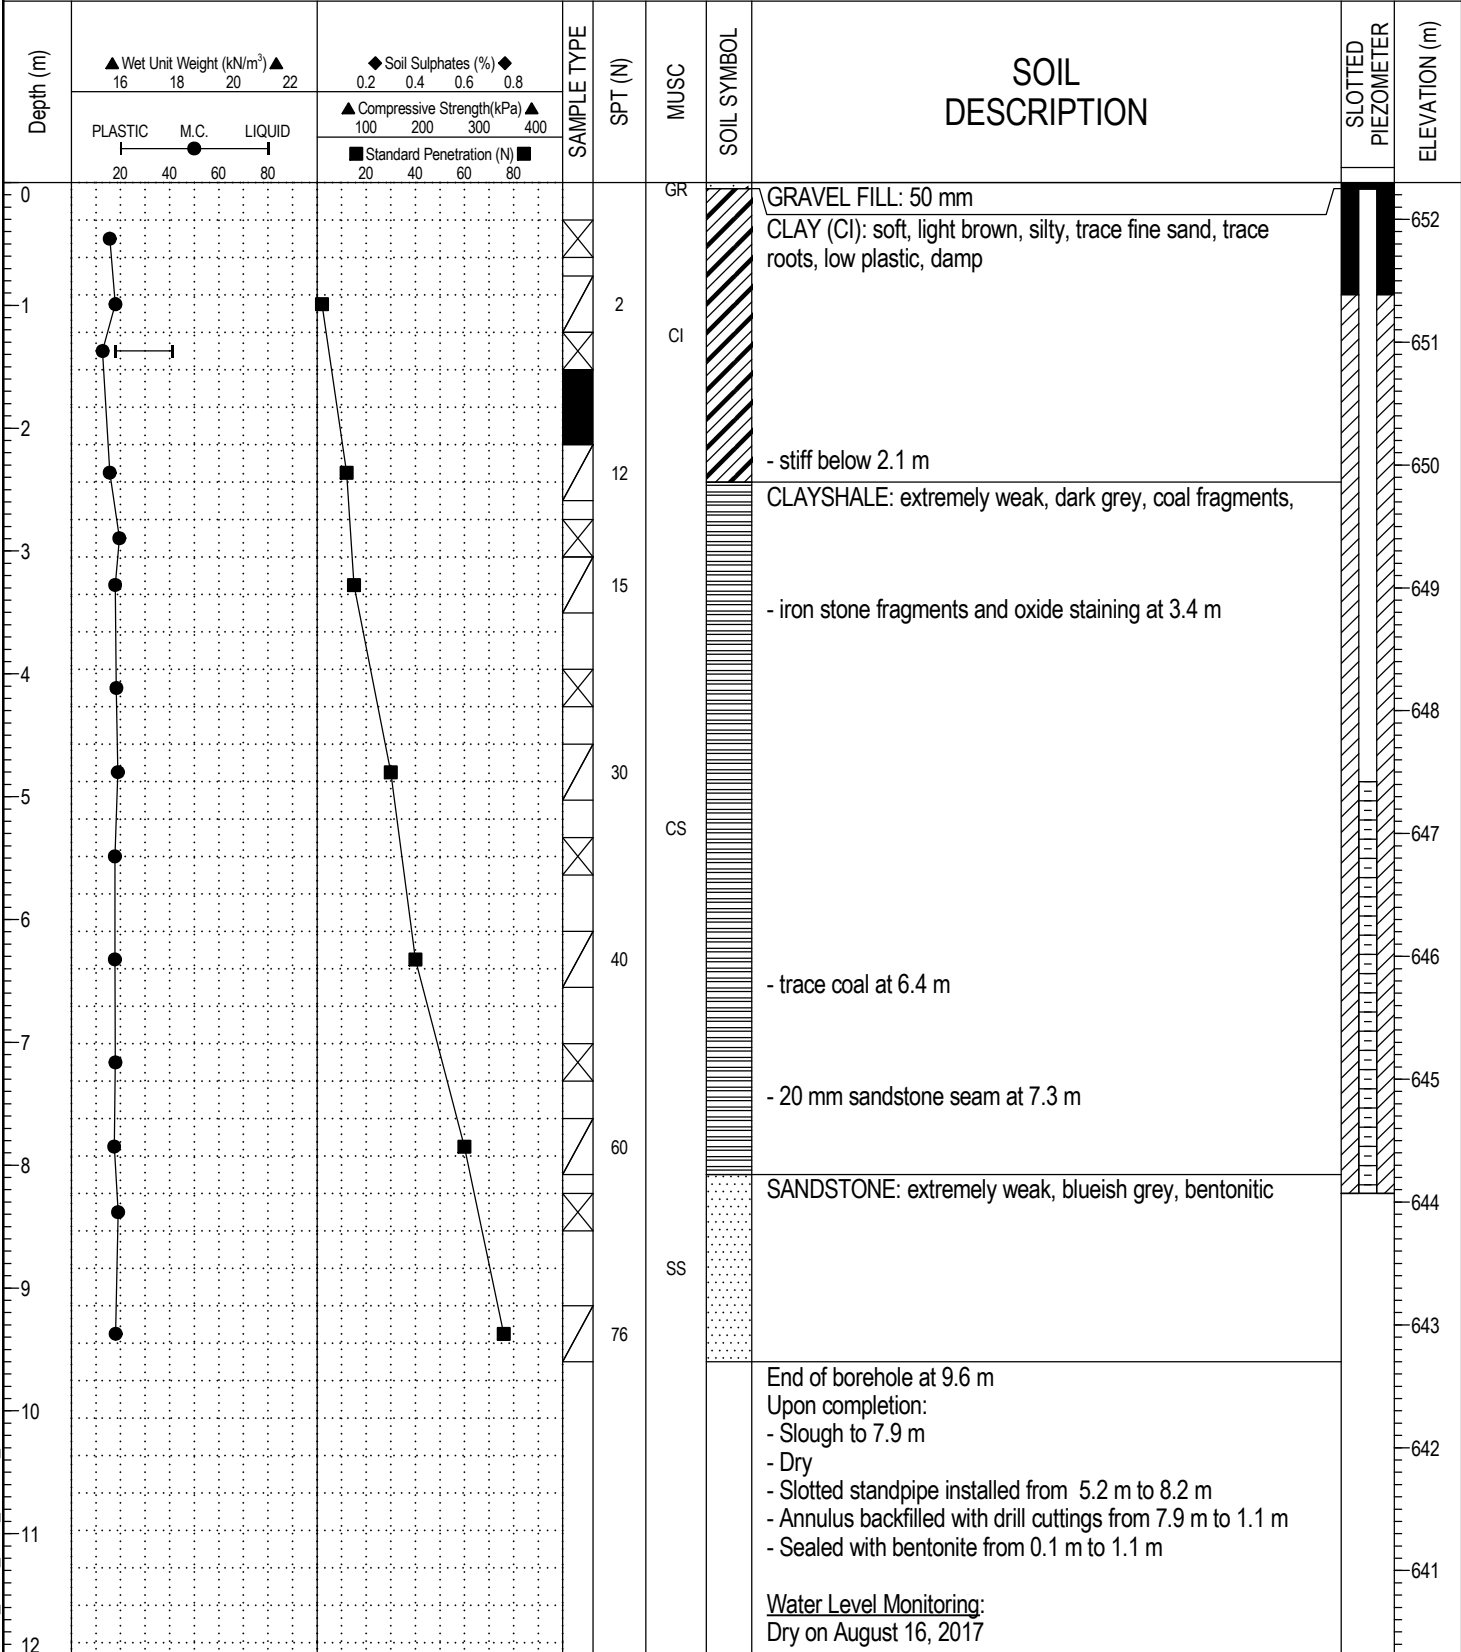 Depth (m)
▲ Wet Unit Weight (kN/m³) ▲
16 18 20 22
PLASTIC M.C. LIQUID
20 40 60 80
◆ Soil Sulphates (%) ◆
0.2 0.4 0.6 0.8
▲ Compressive Strength(kPa) ▲
100 200 300 400
■ Standard Penetration (N) ■
20 40 60 80
SAMPLE TYPE
SPT (N)
MUSC
SOIL SYMBOL
SOIL
DESCRIPTION
SLOTTED
PIEZOMETER
ELEVATION (m)
0
1
2
3
4
5
6
7
8
9
10
11
12
2
12
15
30
40
60
76
GR
CI
CS
SS
GRAVEL FILL: 50 mm
CLAY (CI): soft, light brown, silty, trace fine sand, trace
roots, low plastic, damp
- stiff below 2.1 m
CLAYSHALE: extremely weak, dark grey, coal fragments,
- iron stone fragments and oxide staining at 3.4 m
- trace coal at 6.4 m
- 20 mm sandstone seam at 7.3 m
SANDSTONE: extremely weak, blueish grey, bentonitic
End of borehole at 9.6 m
Upon completion:
- Slough to 7.9 m
- Dry
- Slotted standpipe installed from 5.2 m to 8.2 m
- Annulus backfilled with drill cuttings from 7.9 m to 1.1 m
- Sealed with bentonite from 0.1 m to 1.1 m
Water Level Monitoring:
Dry on August 16, 2017
652
651
650
649
648
647
646
645
644
643
642
641